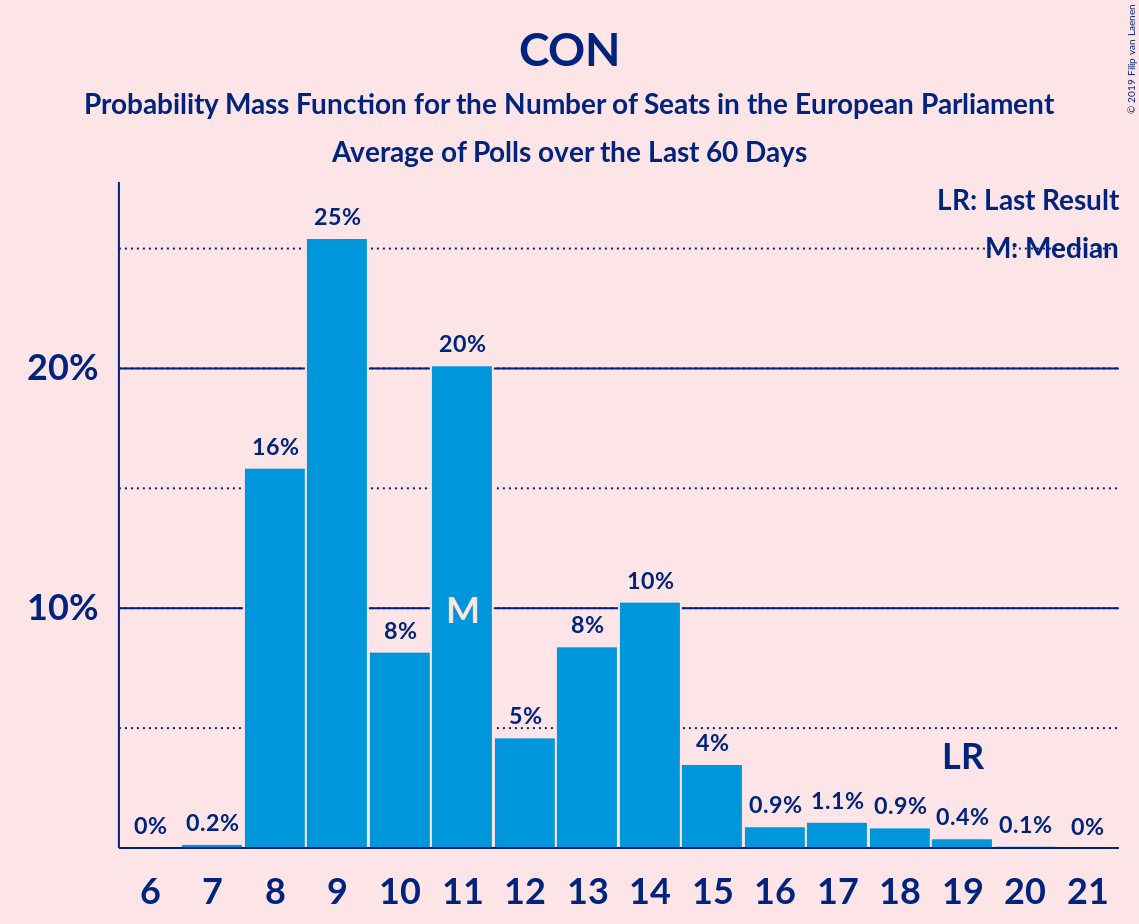 CON
Probability Mass Function for the Number of Seats in the European Parliament
Average of Polls over the Last 60 Days
© 2019 Filip van Laenen
LR: Last Result
M: Median
25%
20%
20%
16%
10%
10%
M
8%
8%
5%
4%
LR
0%
0.2%
0.9%
1.1%
0.9%
0.4%
0.1%
0%
6 7 8 9 10 11 12 13 14 15 16 17 18 19 20 21